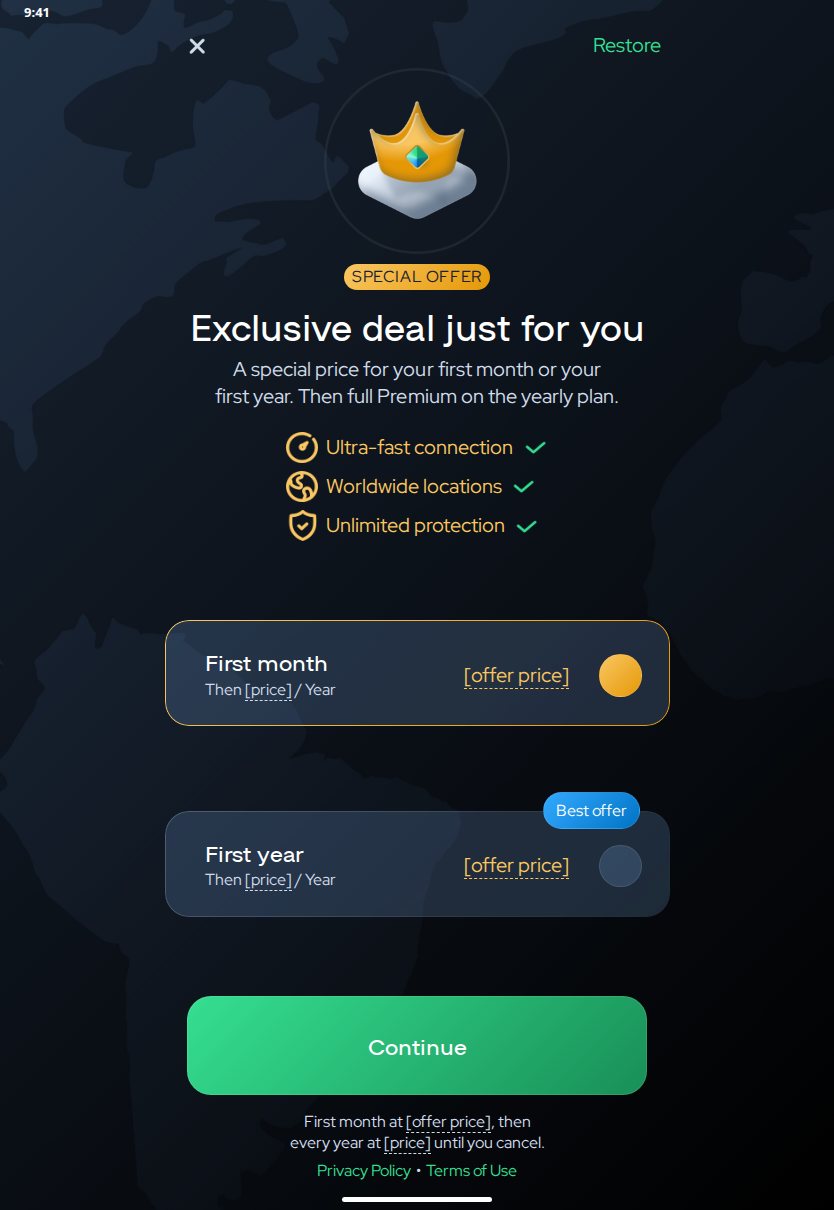 9:41
Restore
SPECIAL OFFER
Exclusive deal just for you
A special price for your first month or your
first year. Then full Premium on the yearly plan.
Ultra-fast connection
Worldwide locations
Unlimited protection
First month
Then [price] / Year
[offer price]
Best offer
First year
Then [price] / Year
[offer price]
Continue
First month at [offer price], then
every year at [price] until you cancel.
Privacy Policy • Terms of Use